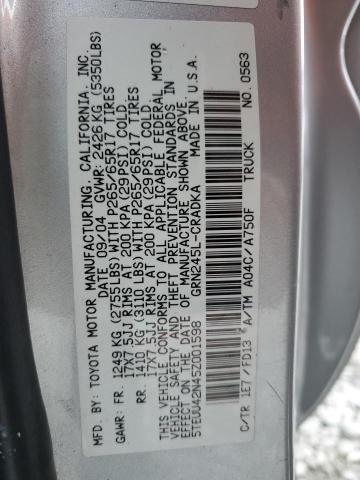 MFD. BY: TOYOTA MOTOR MANUFACTURING, CALIFORNIA, INC.
DATE: 09/04 GVWR: 2426 KG (5350LBS)
GAWR: FR. 1249 KG (2755LBS) WITH P265/65R17 TIRES
17X7.5JJ RIMS AT 200 KPA (29PSI) COLD.
RR. 1410 KG (3110LBS) WITH P265/65R17 TIRES
17X7.5JJ RIMS AT 200 KPA (29PSI) COLD.
THIS VEHICLE CONFORMS TO ALL APPLICABLE FEDERAL MOTOR
VEHICLE SAFETY AND THEFT PREVENTION STANDARDS IN
EFFECT ON THE DATE OF MANUFACTURE SHOWN ABOVE.
5TEUU42N45Z001598 GRN245L-CRADKA MADE IN U.S.A.
TRUCK
C/TR 1E7/FD13 A/TM A04C/A750F NO. 0563